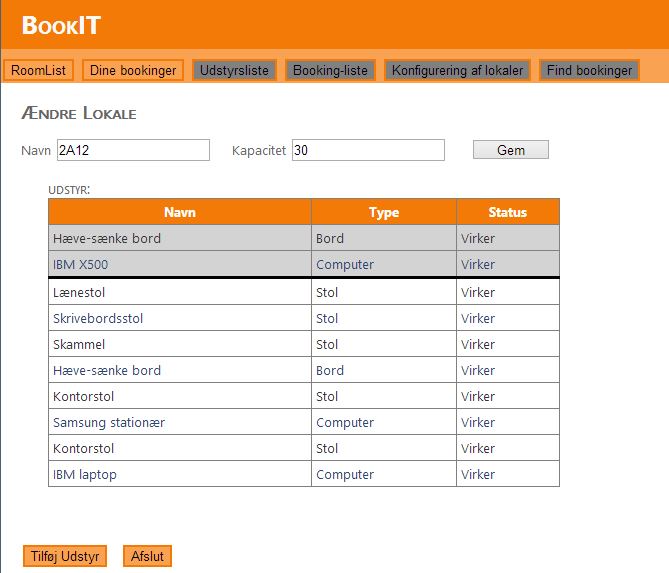 BookIT
RoomList Dine bookinger Udstyrsliste Booking-liste Konfigurering af lokaler Find bookinger
Ændre Lokale
Navn 2A12 Kapacitet 30 Gem
UDSTYR:
Navn Type Status
Hæve-sænke bord Bord Virker
IBM X500 Computer Virker
Lænestol Stol Virker
Skrivebordsstol Stol Virker
Skammel Stol Virker
Hæve-sænke bord Bord Virker
Kontorstol Stol Virker
Samsung stationær Computer Virker
Kontorstol Stol Virker
IBM laptop Computer Virker
Tilføj Udstyr Afslut